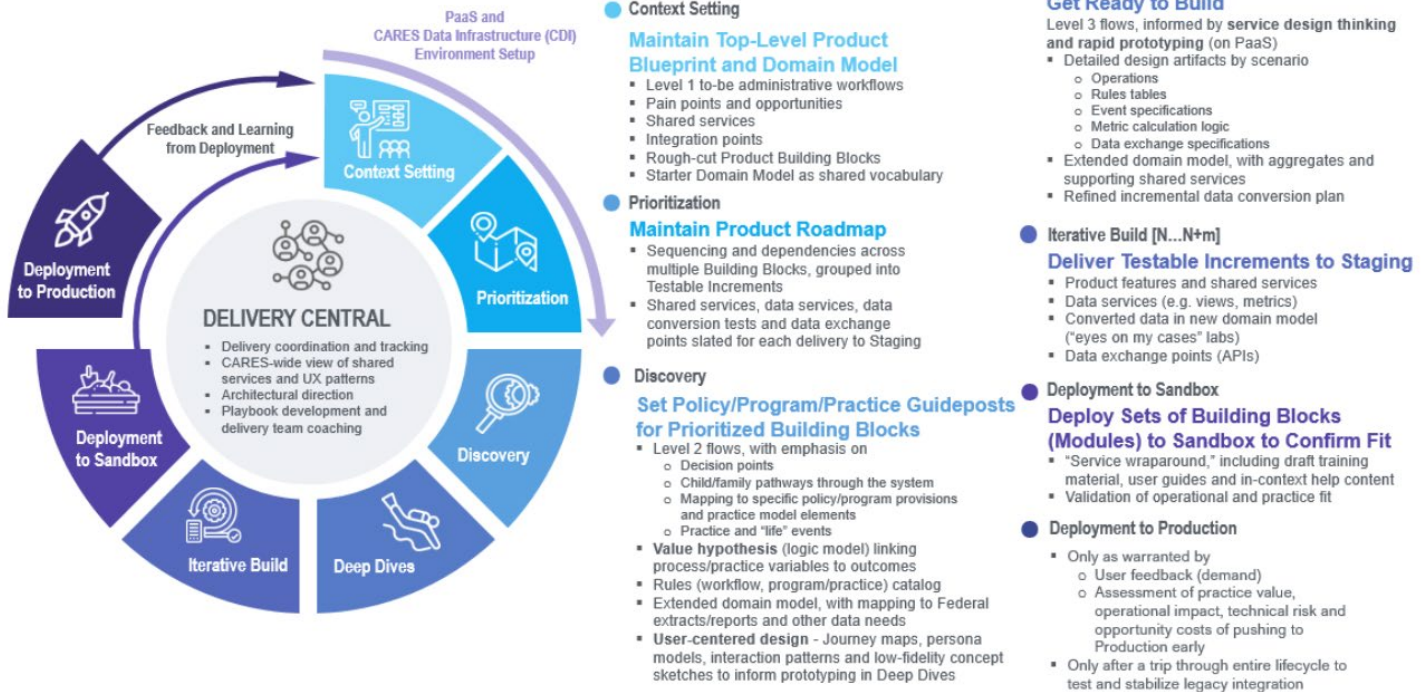 PaaS and
CARES Data Infrastructure (CDI)
Environment Setup
Feedback and Learning
from Deployment
Context Setting
Prioritization
Discovery
Deep Dives
Iterative Build
Deployment
to Sandbox
Deployment
to Production
DELIVERY CENTRAL
▪ Delivery coordination and tracking
▪ CARES-wide view of shared
services and UX patterns
▪ Architectural direction
▪ Playbook development and
delivery team coaching
Context Setting
Maintain Top-Level Product
Blueprint and Domain Model
▪ Level 1 to-be administrative workflows
▪ Pain points and opportunities
▪ Shared services
▪ Integration points
▪ Rough-cut Product Building Blocks
▪ Starter Domain Model as shared vocabulary
Prioritization
Maintain Product Roadmap
▪ Sequencing and dependencies across
multiple Building Blocks, grouped into
Testable Increments
▪ Shared services, data services, data
conversion tests and data exchange
points slated for each delivery to Staging
Discovery
Set Policy/Program/Practice Guideposts
for Prioritized Building Blocks
▪ Level 2 flows, with emphasis on
o Decision points
o Child/family pathways through the system
o Mapping to specific policy/program provisions
and practice model elements
o Practice and “life” events
▪ Value hypothesis (logic model) linking
process/practice variables to outcomes
▪ Rules (workflow, program/practice) catalog
▪ Extended domain model, with mapping to Federal
extracts/reports and other data needs
▪ User-centered design - Journey maps, persona
models, interaction patterns and low-fidelity concept
sketches to inform prototyping in Deep Dives
Get Ready to Build
Level 3 flows, informed by service design thinking
and rapid prototyping (on PaaS)
▪ Detailed design artifacts by scenario
o Operations
o Rules tables
o Event specifications
o Metric calculation logic
o Data exchange specifications
▪ Extended domain model, with aggregates and
supporting shared services
▪ Refined incremental data conversion plan
Iterative Build [N...N+m]
Deliver Testable Increments to Staging
▪ Product features and shared services
▪ Data services (e.g. views, metrics)
▪ Converted data in new domain model
(“eyes on my cases” labs)
▪ Data exchange points (APIs)
Deployment to Sandbox
Deploy Sets of Building Blocks
(Modules) to Sandbox to Confirm Fit
▪ “Service wraparound,” including draft training
material, user guides and in-context help content
▪ Validation of operational and practice fit
Deployment to Production
▪ Only as warranted by
o User feedback (demand)
o Assessment of practice value,
operational impact, technical risk and
opportunity costs of pushing to
Production early
▪ Only after a trip through entire lifecycle to
test and stabilize legacy integration